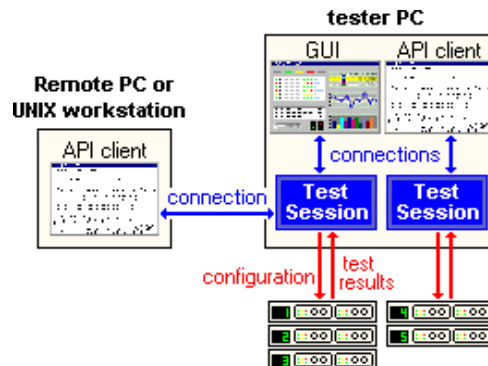 tester PC
GUI
API client
Remote PC or
UNIX workstation
API client
connections
connection
Test
Session
Test
Session
configuration
test
results
1
2
3
4
5